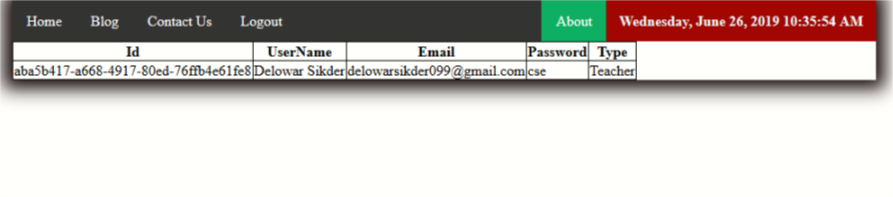 Home Blog Contact Us Logout About Wednesday, June 26, 2019 10:35:54 AM
Id UserName Email Password Type
aba5b417-a668-4917-80ed-76ffb4e61fe8 Delowar Sikder delowarsikder099@gmail.com cse Teacher